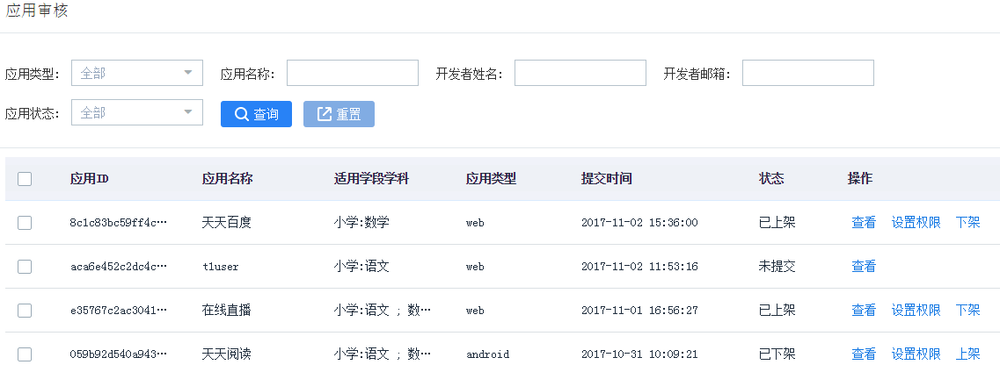 应用审核
应用类型： 全部 应用名称： 开发者姓名： 开发者邮箱：
应用状态： 全部 查询 重置
应用ID 应用名称 适用学段学科 应用类型 提交时间 状态 操作
8c1c83bc59ff4c… 天天百度 小学:数学 web 2017-11-02 15:36:00 已上架 查看 设置权限 下架
aca6e452c2dc4c… t1user 小学:语文 web 2017-11-02 11:53:16 未提交 查看
e35767c2ac3041… 在线直播 小学:语文 ; 数… web 2017-11-01 16:56:27 已上架 查看 设置权限 下架
059b92d540a943… 天天阅读 小学:语文 ; 数… android 2017-10-31 10:09:21 已下架 查看 设置权限 上架